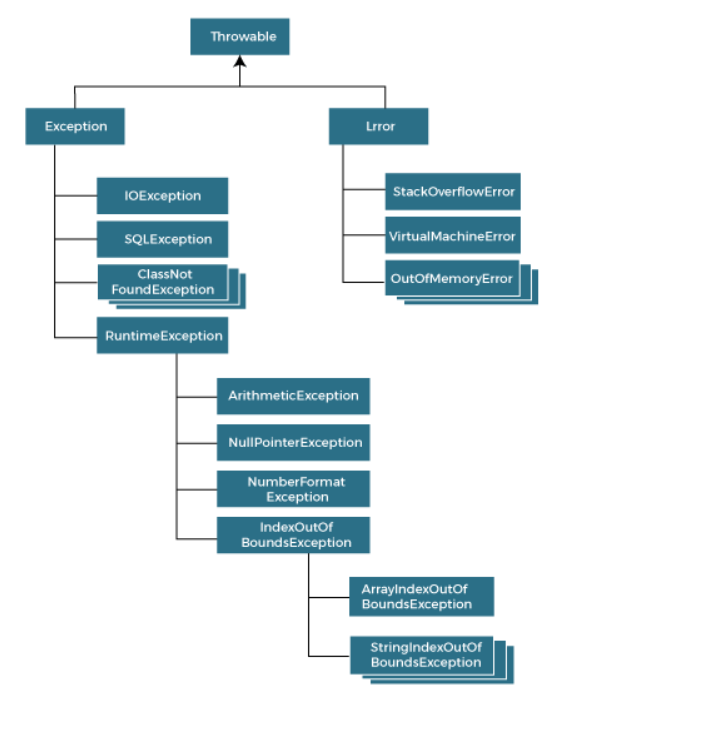 Throwable
Exception
Lrror
IOException
SQLException
ClassNot
FoundException
RuntimeException
StackOverflowError
VirtualMachineError
OutOfMemoryError
ArithmeticException
NullPointerException
NumberFormat
Exception
IndexOutOf
BoundsException
ArrayIndexOutOf
BoundsException
StringIndexOutOf
BoundsException